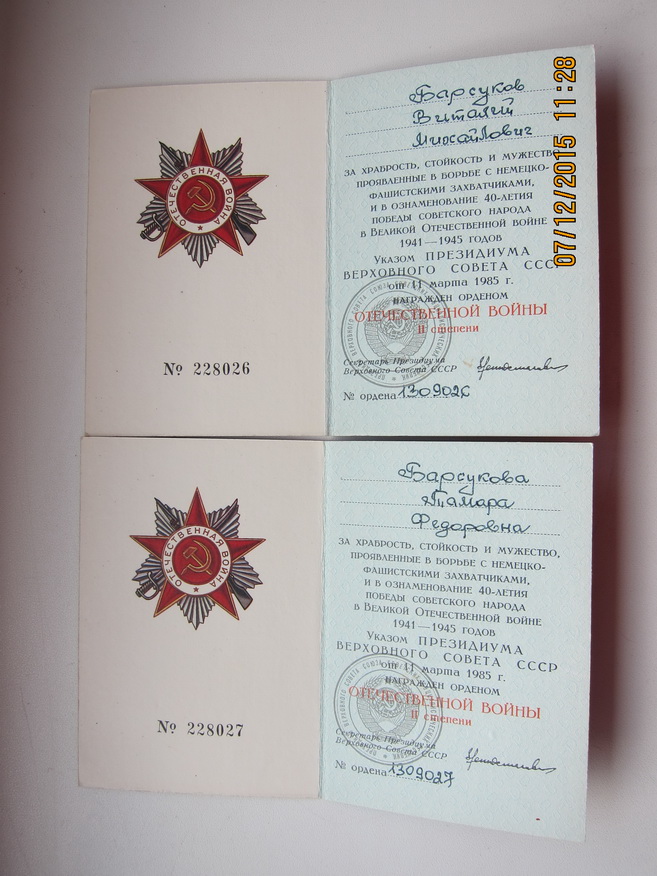 ОТЕЧЕСТВЕННАЯ ВОЙНА
№ 228026
Барсуков
Виталий
Михайлович
ЗА ХРАБРОСТЬ, СТОЙКОСТЬ И МУЖЕСТВО,
ПРОЯВЛЕННЫЕ В БОРЬБЕ С НЕМЕЦКО-
ФАШИСТСКИМИ ЗАХВАТЧИКАМИ,
И В ОЗНАМЕНОВАНИЕ 40-ЛЕТИЯ
ПОБЕДЫ СОВЕТСКОГО НАРОДА
В ВЕЛИКОЙ ОТЕЧЕСТВЕННОЙ ВОЙНЕ
1941—1945 ГОДОВ
УКАЗОМ ПРЕЗИДИУМА
ВЕРХОВНОГО СОВЕТА СССР
от 11 марта 1985 г.
НАГРАЖДЕН ОРДЕНОМ
ОТЕЧЕСТВЕННОЙ ВОЙНЫ
II степени
Секретарь Президиума
Верховного Совета СССР
№ ордена 1309026
07/12/2015 11:28
ОТЕЧЕСТВЕННАЯ ВОЙНА
№ 228027
Барсукова
Тамара
Федоровна
ЗА ХРАБРОСТЬ, СТОЙКОСТЬ И МУЖЕСТВО,
ПРОЯВЛЕННЫЕ В БОРЬБЕ С НЕМЕЦКО-
ФАШИСТСКИМИ ЗАХВАТЧИКАМИ,
И В ОЗНАМЕНОВАНИЕ 40-ЛЕТИЯ
ПОБЕДЫ СОВЕТСКОГО НАРОДА
В ВЕЛИКОЙ ОТЕЧЕСТВЕННОЙ ВОЙНЕ
1941—1945 ГОДОВ
УКАЗОМ ПРЕЗИДИУМА
ВЕРХОВНОГО СОВЕТА СССР
от 11 марта 1985 г.
НАГРАЖДЕН ОРДЕНОМ
ОТЕЧЕСТВЕННОЙ ВОЙНЫ
II степени
Секретарь Президиума
Верховного Совета СССР
№ ордена 1309027